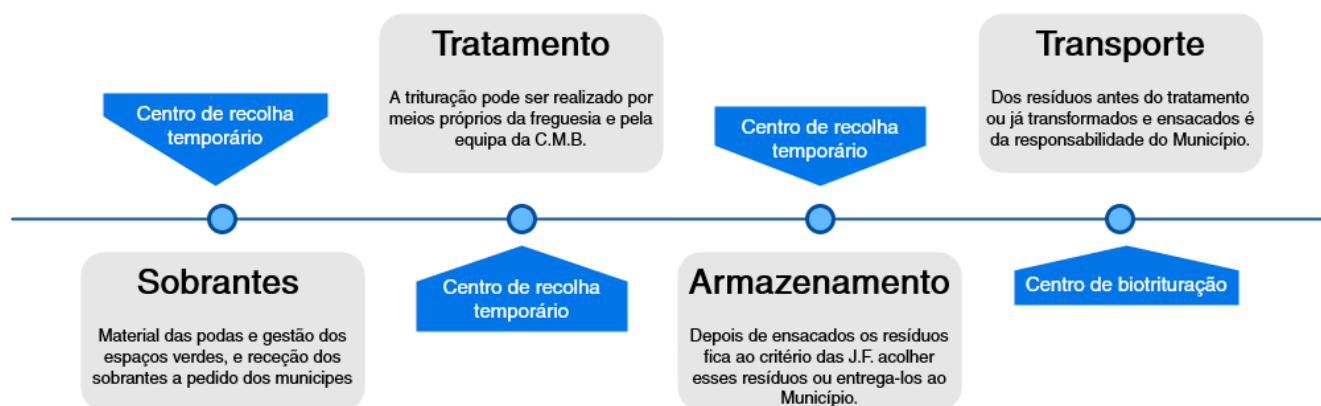 Centro de recolha
temporário
Sobrantes
Material das podas e gestão dos
espaços verdes, e receção dos
sobrantes a pedido dos municipes
Tratamento
A trituração pode ser realizado por
meios próprios da freguesia e pela
equipa da C.M.B.
Centro de recolha
temporário
Centro de recolha
temporário
Armazenamento
Depois de ensacados os resíduos
fica ao critério das J.F. acolher
esses resíduos ou entrega-los ao
Município.
Transporte
Dos resíduos antes do tratamento
ou já transformados e ensacados é
da responsabilidade do Município.
Centro de biotrituração